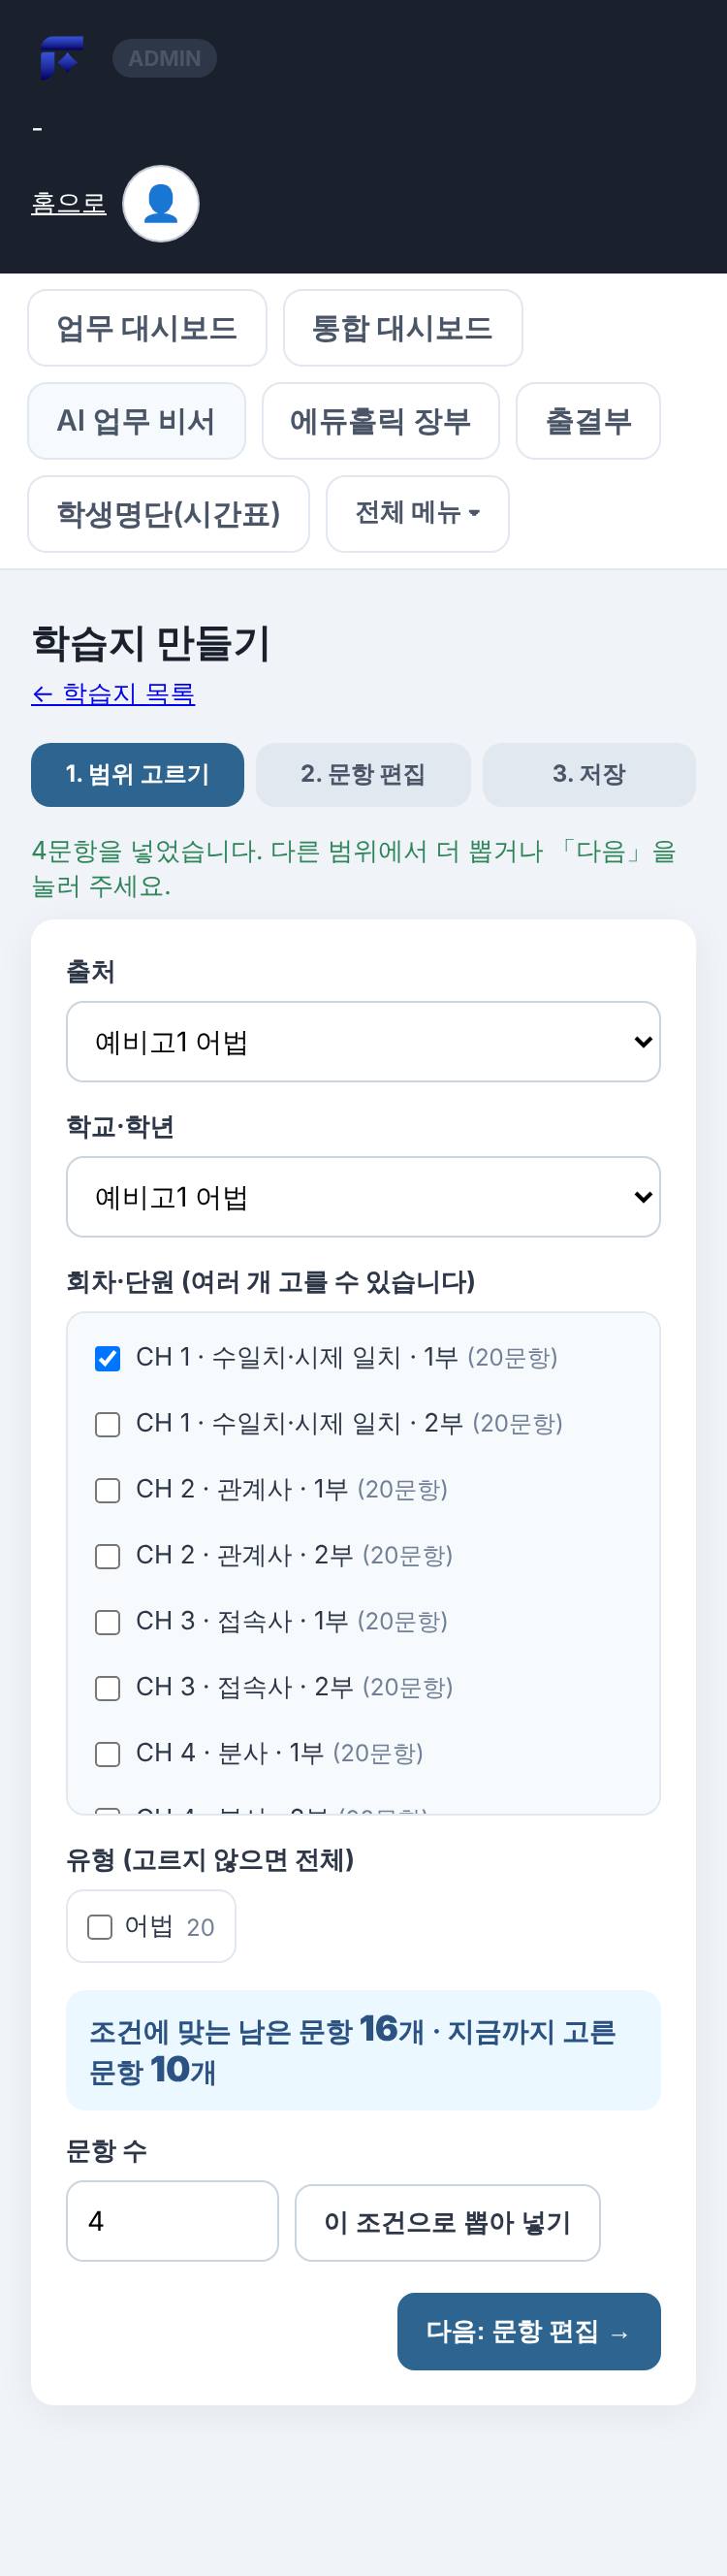 ADMIN
-
홈으로
업무 대시보드
통합 대시보드
AI 업무 비서
에듀홀릭 장부
출결부
학생명단(시간표)
전체 메뉴
학습지 만들기
← 학습지 목록
1. 범위 고르기
2. 문항 편집
3. 저장
4문항을 넣었습니다. 다른 범위에서 더 뽑거나 「다음」을
눌러 주세요.
출처
예비고1 어법
학교·학년
예비고1 어법
회차·단원 (여러 개 고를 수 있습니다)
CH 1 · 수일치·시제 일치 · 1부 (20문항)
CH 1 · 수일치·시제 일치 · 2부 (20문항)
CH 2 · 관계사 · 1부 (20문항)
CH 2 · 관계사 · 2부 (20문항)
CH 3 · 접속사 · 1부 (20문항)
CH 3 · 접속사 · 2부 (20문항)
CH 4 · 분사 · 1부 (20문항)
유형 (고르지 않으면 전체)
어법 20
조건에 맞는 남은 문항 16개 · 지금까지 고른
문항 10개
문항 수
4
이 조건으로 뽑아 넣기
다음: 문항 편집 →